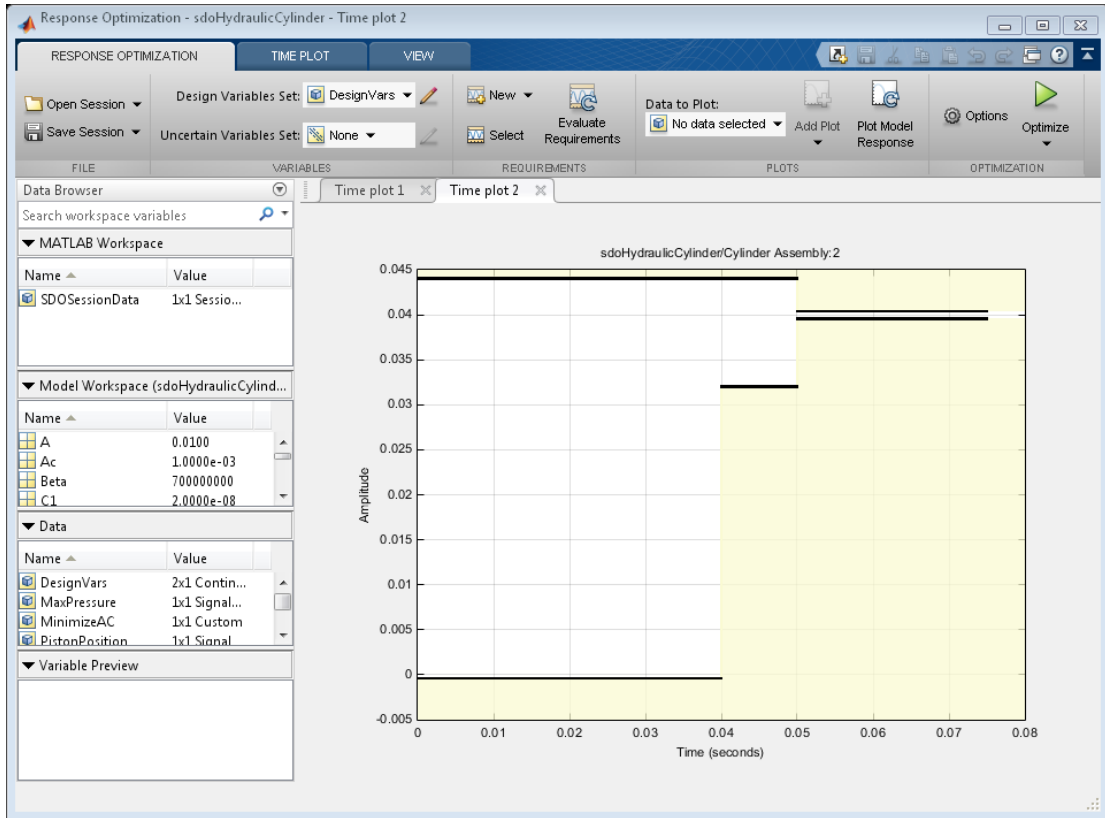 Response Optimization - sdoHydraulicCylinder - Time plot 2
RESPONSE OPTIMIZATION TIME PLOT VIEW
Open Session
Save Session
FILE
Design Variables Set: DesignVars
Uncertain Variables Set: None
VARIABLES
New
Select
Evaluate
Requirements
REQUIREMENTS
Data to Plot:
No data selected
Add Plot
Plot Model
Response
PLOTS
Options
Optimize
OPTIMIZATION
Data Browser
Search workspace variables
MATLAB Workspace
Name Value
SDOSessionData 1x1 Sessio...
Model Workspace (sdoHydraulicCylind...
Name Value
A 0.0100
Ac 1.0000e-03
Beta 700000000
C1 2.0000e-08
Data
Name Value
DesignVars 2x1 Contin...
MaxPressure 1x1 Signal...
MinimizeAC 1x1 Custom
PistonPosition 1x1 Signal
Variable Preview
Time plot 1 Time plot 2
sdoHydraulicCylinder/Cylinder Assembly:2
0.045
0.04
0.035
0.03
0.025
0.02
0.015
0.01
0.005
0
-0.005
Amplitude
0 0.01 0.02 0.03 0.04 0.05 0.06 0.07 0.08
Time (seconds)